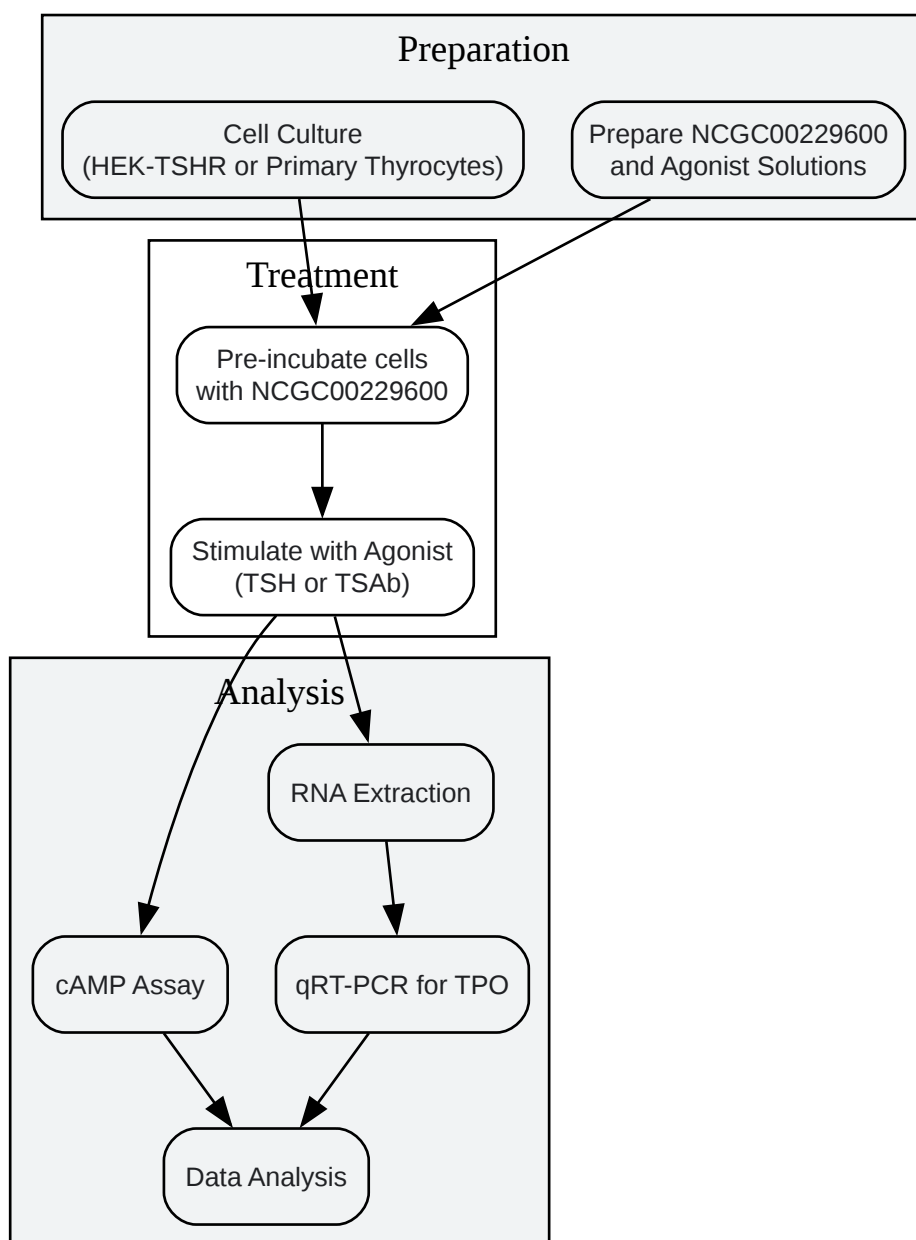 Preparation
Cell Culture
(HEK-TSHR or Primary Thyrocytes)
Prepare NCGC00229600
and Agonist Solutions
Treatment
Pre-incubate cells
with NCGC00229600
Stimulate with Agonist
(TSH or TSAb)
Analysis
RNA Extraction
cAMP Assay
qRT-PCR for TPO
Data Analysis